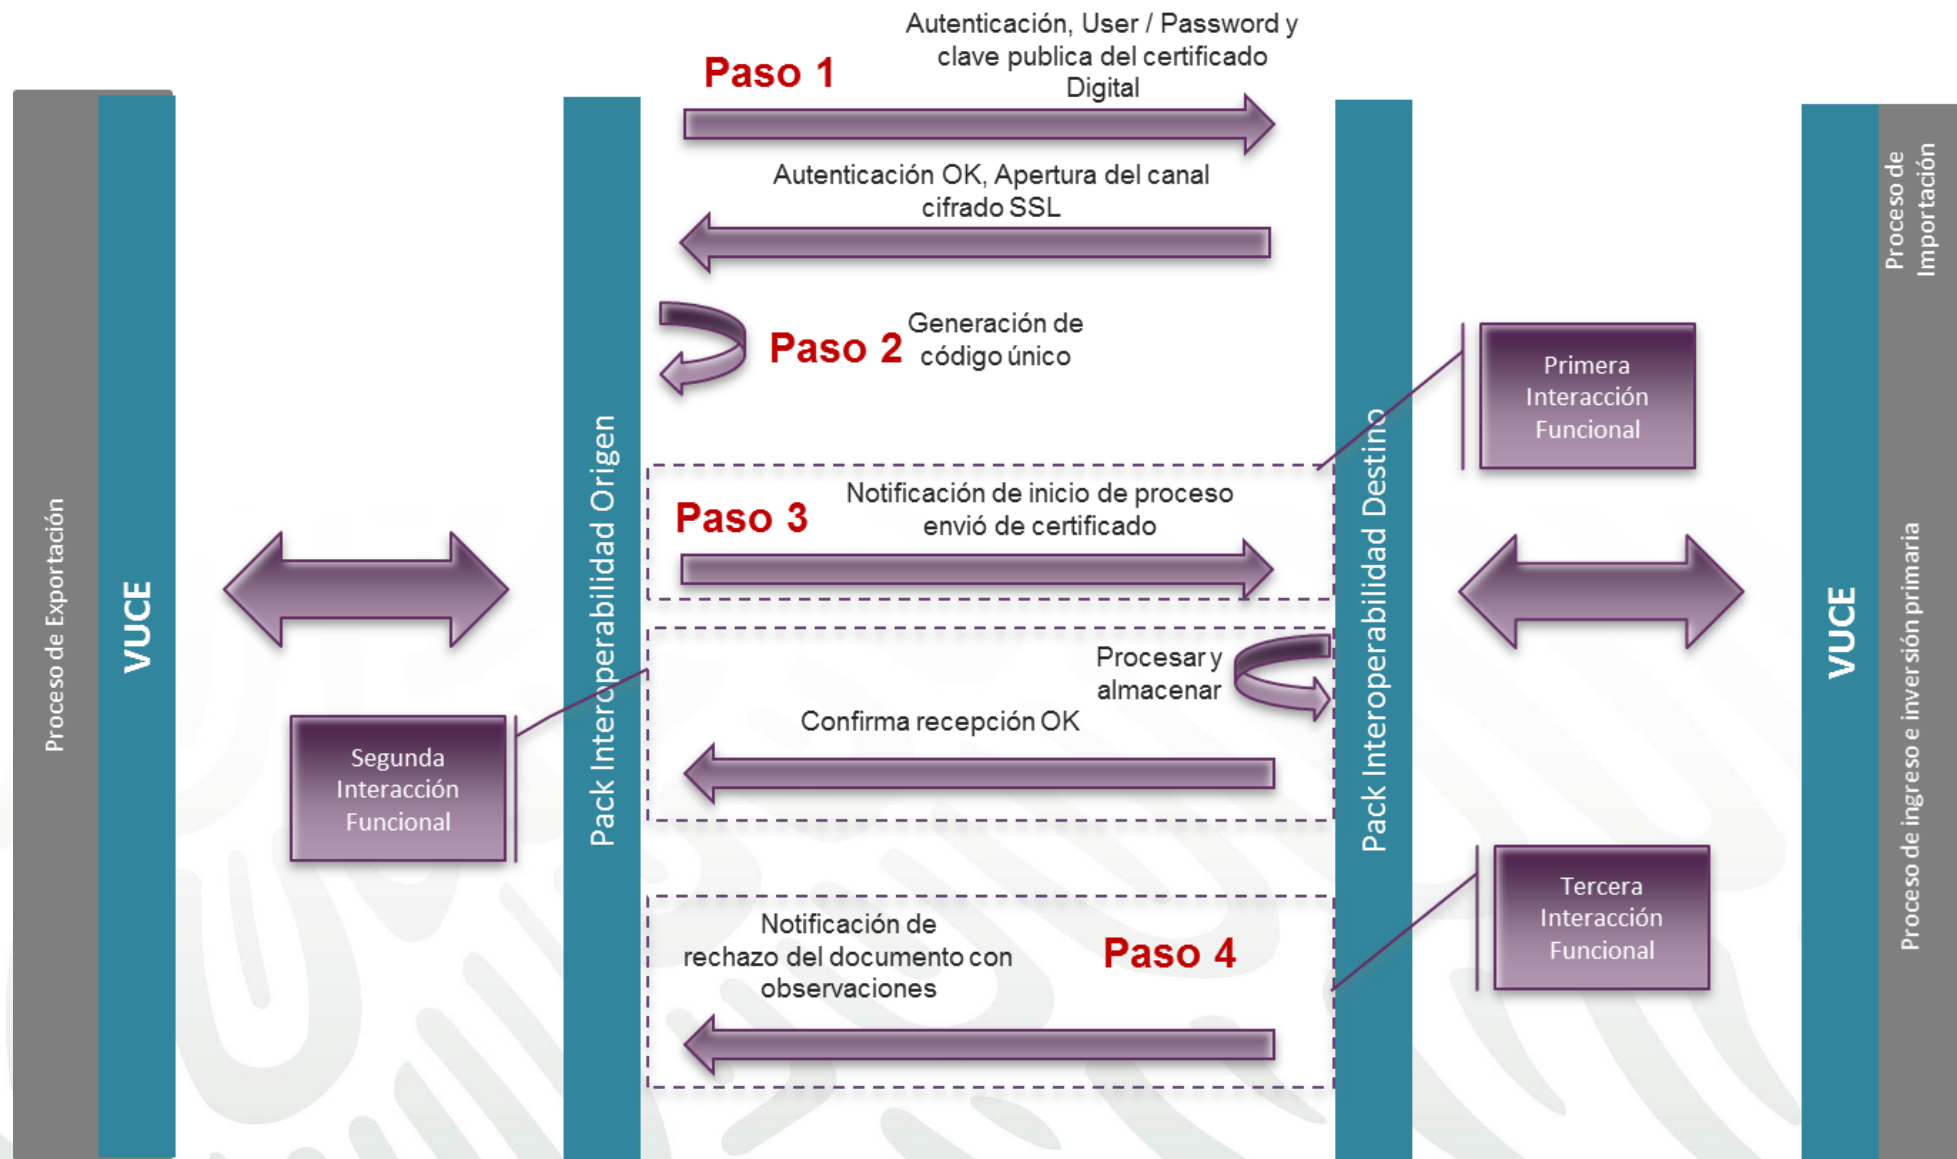 Autenticación, User / Password y
clave publica del certificado
Digital
Paso 1
Autenticación OK, Apertura del canal
cifrado SSL
Paso 2
Generación de
código único
Primera
Interacción
Funcional
Paso 3
Notificación de inicio de proceso
envió de certificado
Procesar y
almacenar
Confirma recepción OK
Segunda
Interacción
Funcional
Notificación de
rechazo del documento con
observaciones
Paso 4
Tercera
Interacción
Funcional
Proceso de Exportación
VUCE
Pack Interoperabilidad Origen
Pack Interoperabilidad Destino
VUCE
Proceso de
Importación
Proceso de ingreso e inversión primaria